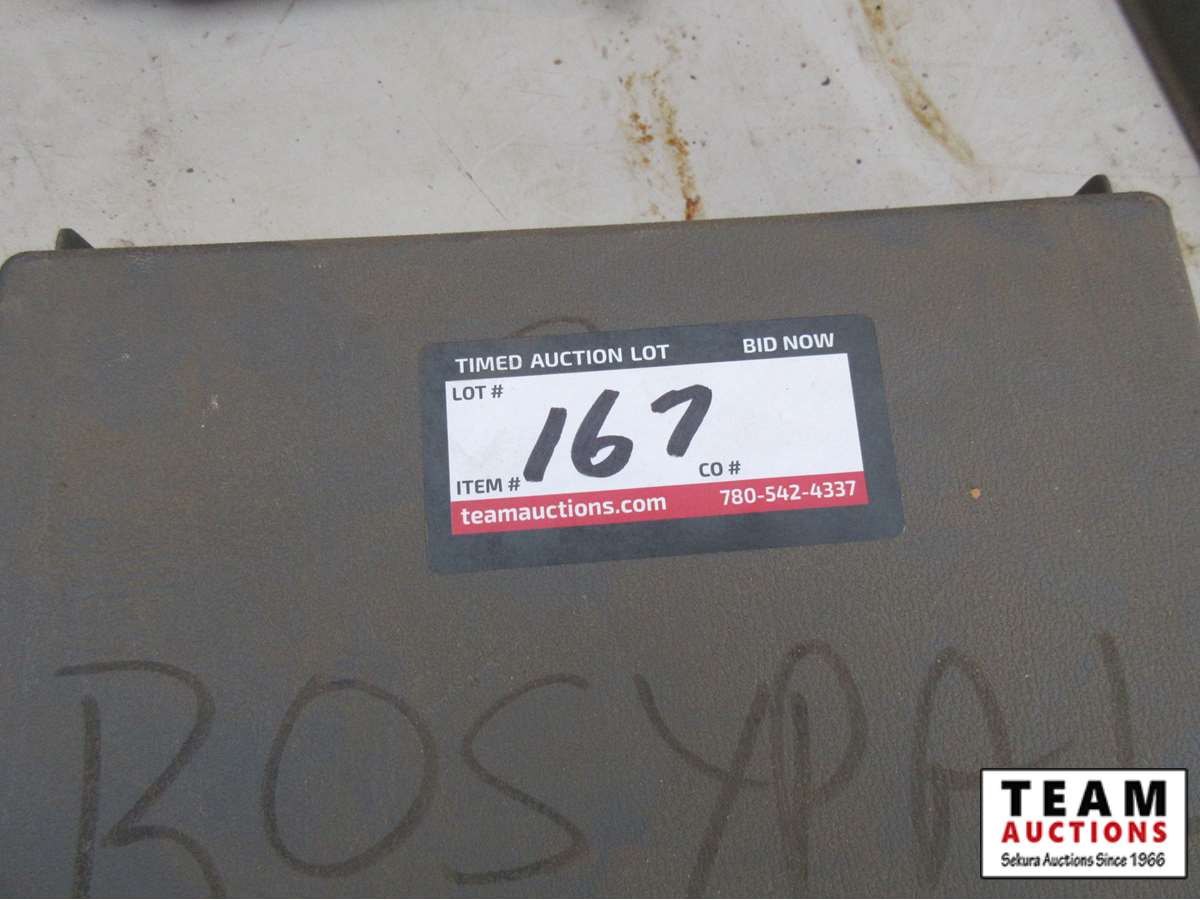 TIMED AUCTION LOT BID NOW
LOT #
167
ITEM # CO #
teamauctions.com 780-542-4337
TEAM
AUCTIONS
Sekura Auctions Since 1966